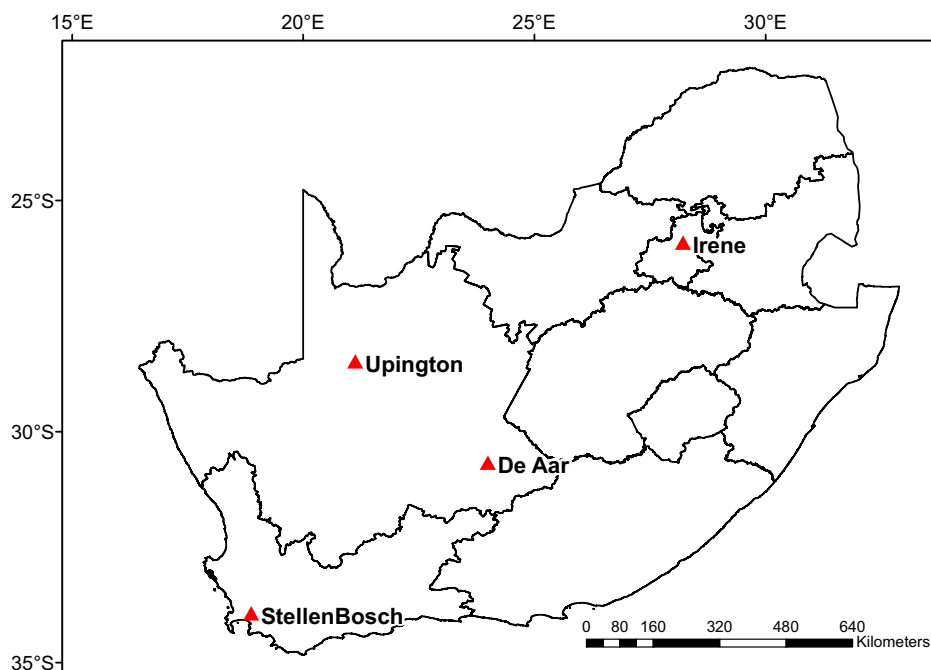 15°E 20°E 25°E 30°E
25°S
Irene
Upington
30°S
De Aar
StellenBosch
0 80 160 320 480 640
Kilometers
35°S